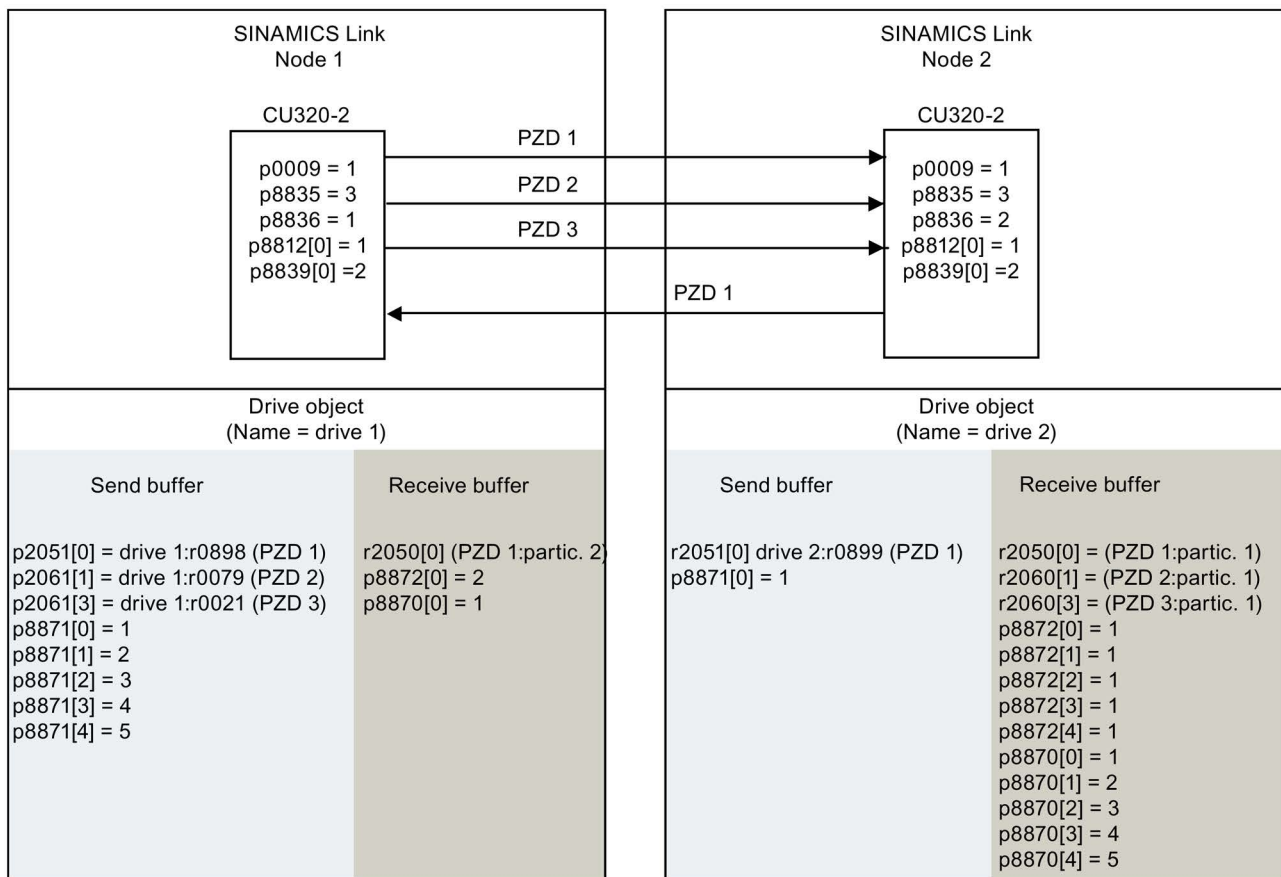 SINAMICS Link
Node 1
CU320-2
p0009 = 1
p8835 = 3
p8836 = 1
p8812[0] = 1
p8839[0] =2
PZD 1
PZD 2
PZD 3
PZD 1
SINAMICS Link
Node 2
CU320-2
p0009 = 1
p8835 = 3
p8836 = 2
p8812[0] = 1
p8839[0] =2
Drive object
(Name = drive 1)
Send buffer
p2051[0] = drive 1:r0898 (PZD 1)
p2061[1] = drive 1:r0079 (PZD 2)
p2061[3] = drive 1:r0021 (PZD 3)
p8871[0] = 1
p8871[1] = 2
p8871[2] = 3
p8871[3] = 4
p8871[4] = 5
Receive buffer
r2050[0] (PZD 1:partic. 2)
p8872[0] = 2
p8870[0] = 1
Drive object
(Name = drive 2)
Send buffer
r2051[0] drive 2:r0899 (PZD 1)
p8871[0] = 1
Receive buffer
r2050[0] = (PZD 1:partic. 1)
r2060[1] = (PZD 2:partic. 1)
r2060[3] = (PZD 3:partic. 1)
p8872[0] = 1
p8872[1] = 1
p8872[2] = 1
p8872[3] = 1
p8872[4] = 1
p8870[0] = 1
p8870[1] = 2
p8870[2] = 3
p8870[3] = 4
p8870[4] = 5